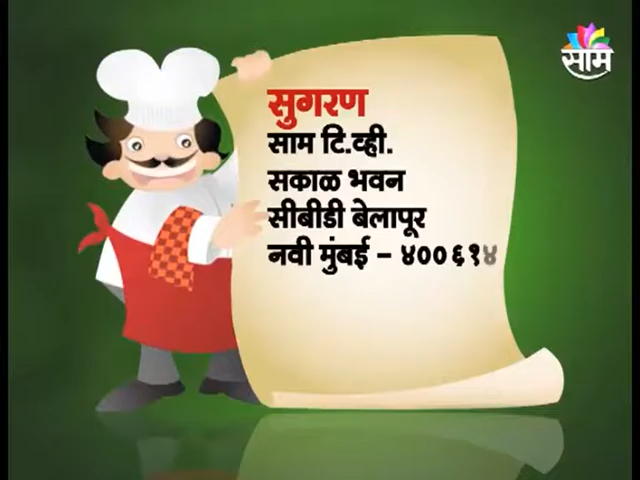 साम
सुगरण
साम टि.व्ही.
सकाळ भवन
सीबीडी बेलापूर
नवी मुंबई – ४००६१४